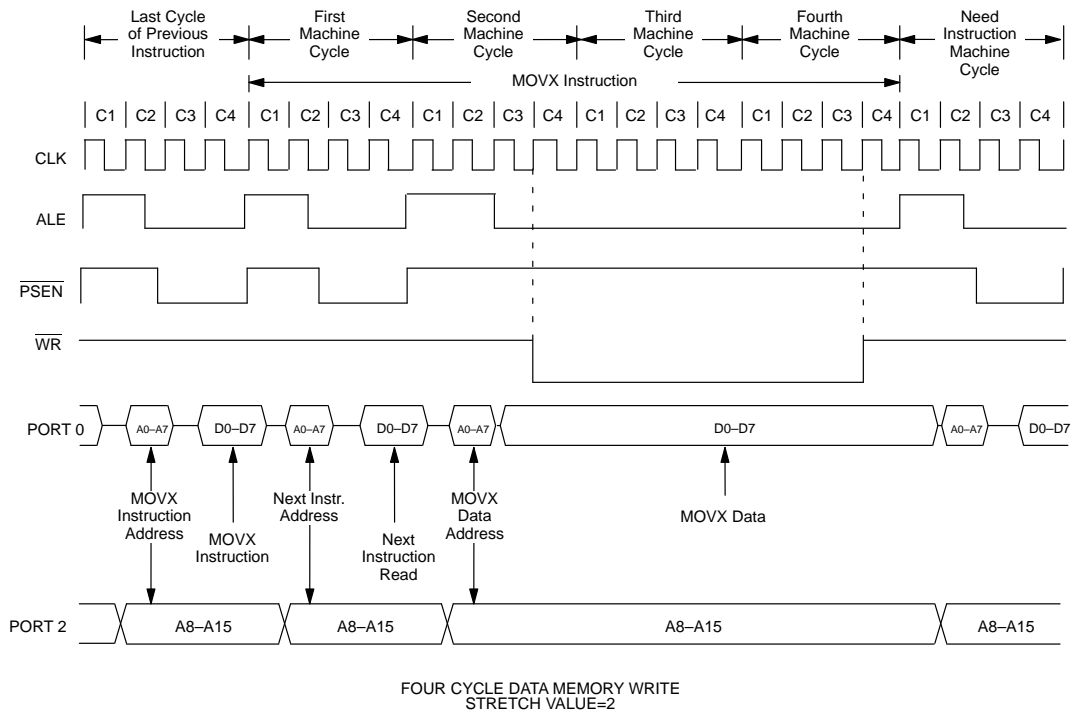 Last Cycle of Previous Instruction
First Machine Cycle
Second Machine Cycle
Third Machine Cycle
Fourth Machine Cycle
Need Instruction Machine Cycle
MOVX Instruction
C1 C2 C3 C4 C1 C2 C3 C4 C1 C2 C3 C4 C1 C2 C3 C4 C1 C2 C3 C4 C1 C2 C3 C4
CLK
ALE
PSEN
WR
PORT 0 A0–A7 D0–D7 A0–A7 D0–D7 A0–A7 D0–D7 A0–A7 D0–D7
MOVX Instruction Address
MOVX Instruction
Next Instr. Address
Next Instruction Read
MOVX Data Address
MOVX Data
PORT 2 A8–A15 A8–A15 A8–A15 A8–A15
FOUR CYCLE DATA MEMORY WRITE
STRETCH VALUE=2